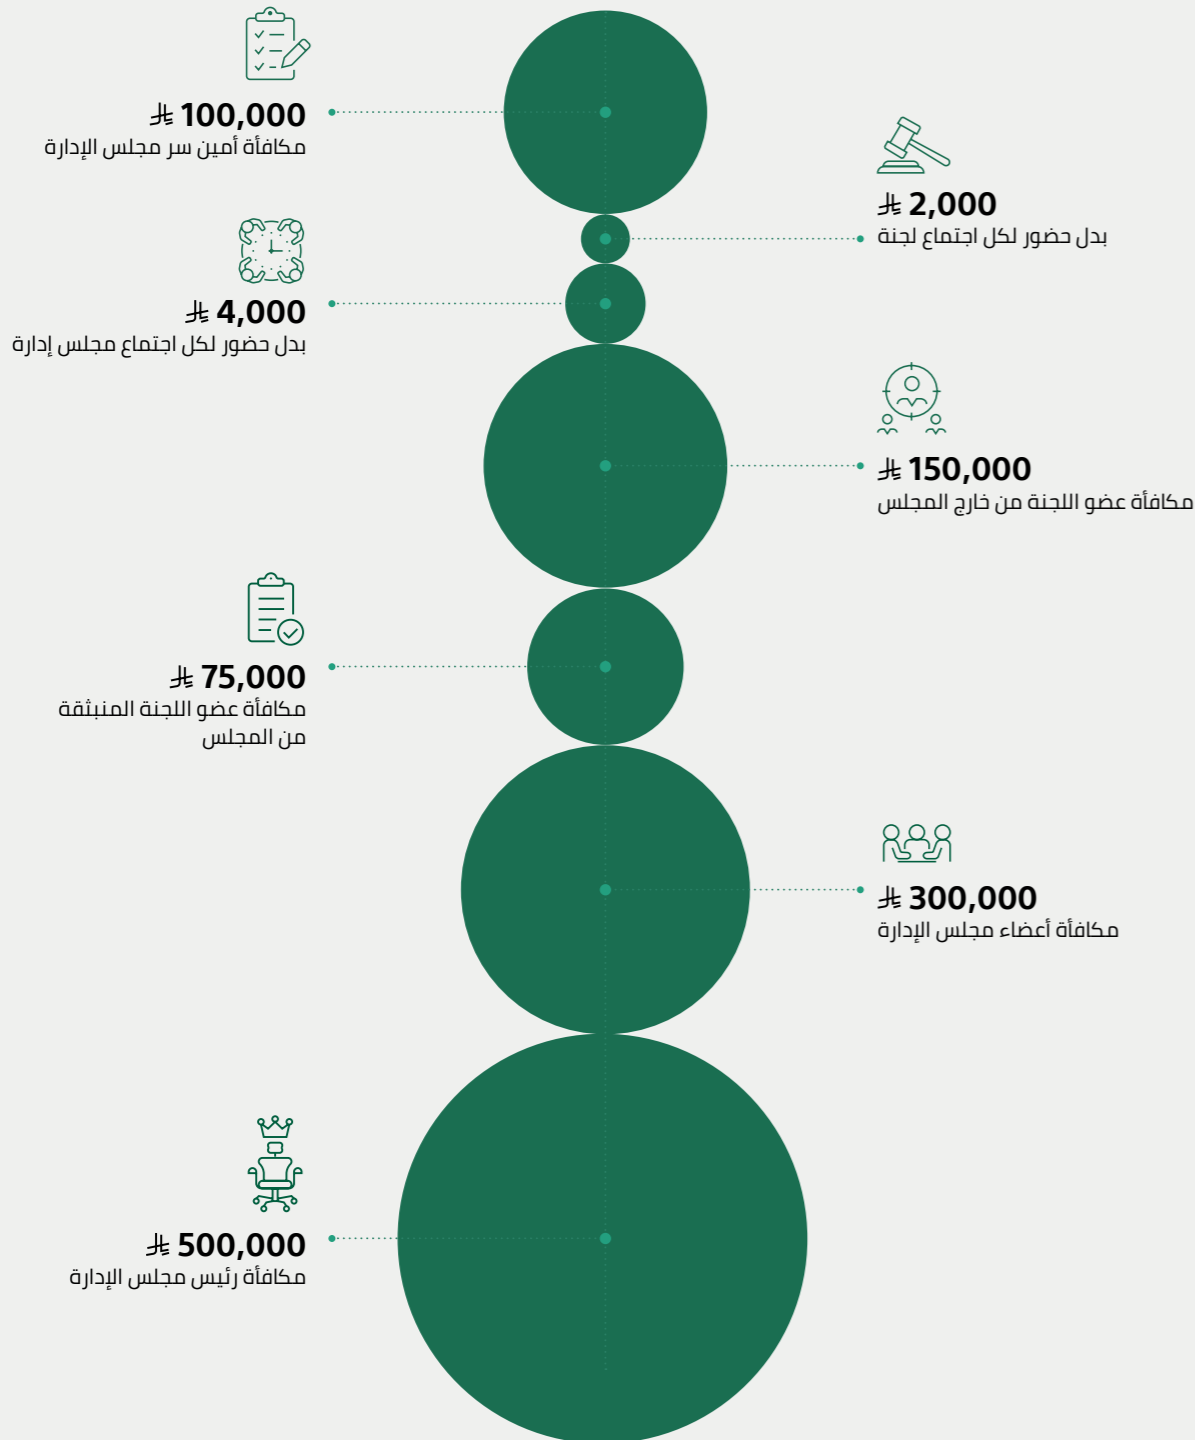 100,000 ⃁
مكافأة أمين سر مجلس الإدارة
2,000 ⃁
بدل حضور لكل اجتماع لجنة
4,000 ⃁
بدل حضور لكل اجتماع مجلس إدارة
150,000 ⃁
مكافأة عضو اللجنة من خارج المجلس
75,000 ⃁
مكافأة عضو اللجنة المنبثقة
من المجلس
300,000 ⃁
مكافأة أعضاء مجلس الإدارة
500,000 ⃁
مكافأة رئيس مجلس الإدارة